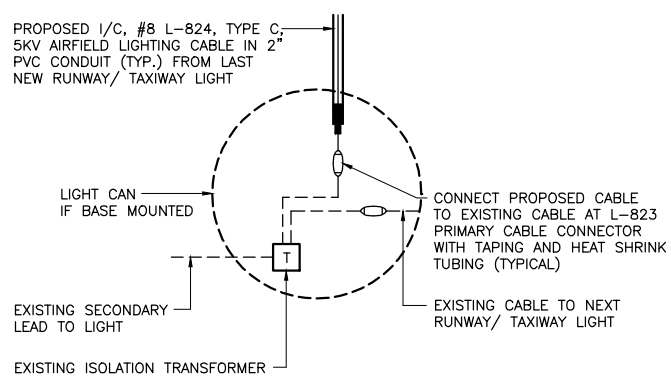 PROPOSED I/C, #8 L-824, TYPE C,
5KV AIRFIELD LIGHTING CABLE IN 2"
PVC CONDUIT (TYP.) FROM LAST
NEW RUNWAY/ TAXIWAY LIGHT
LIGHT CAN
IF BASE MOUNTED
CONNECT PROPOSED CABLE
TO EXISTING CABLE AT L-823
PRIMARY CABLE CONNECTOR
WITH TAPING AND HEAT SHRINK
TUBING (TYPICAL)
T
EXISTING SECONDARY
LEAD TO LIGHT
EXISTING CABLE TO NEXT
RUNWAY/ TAXIWAY LIGHT
EXISTING ISOLATION TRANSFORMER